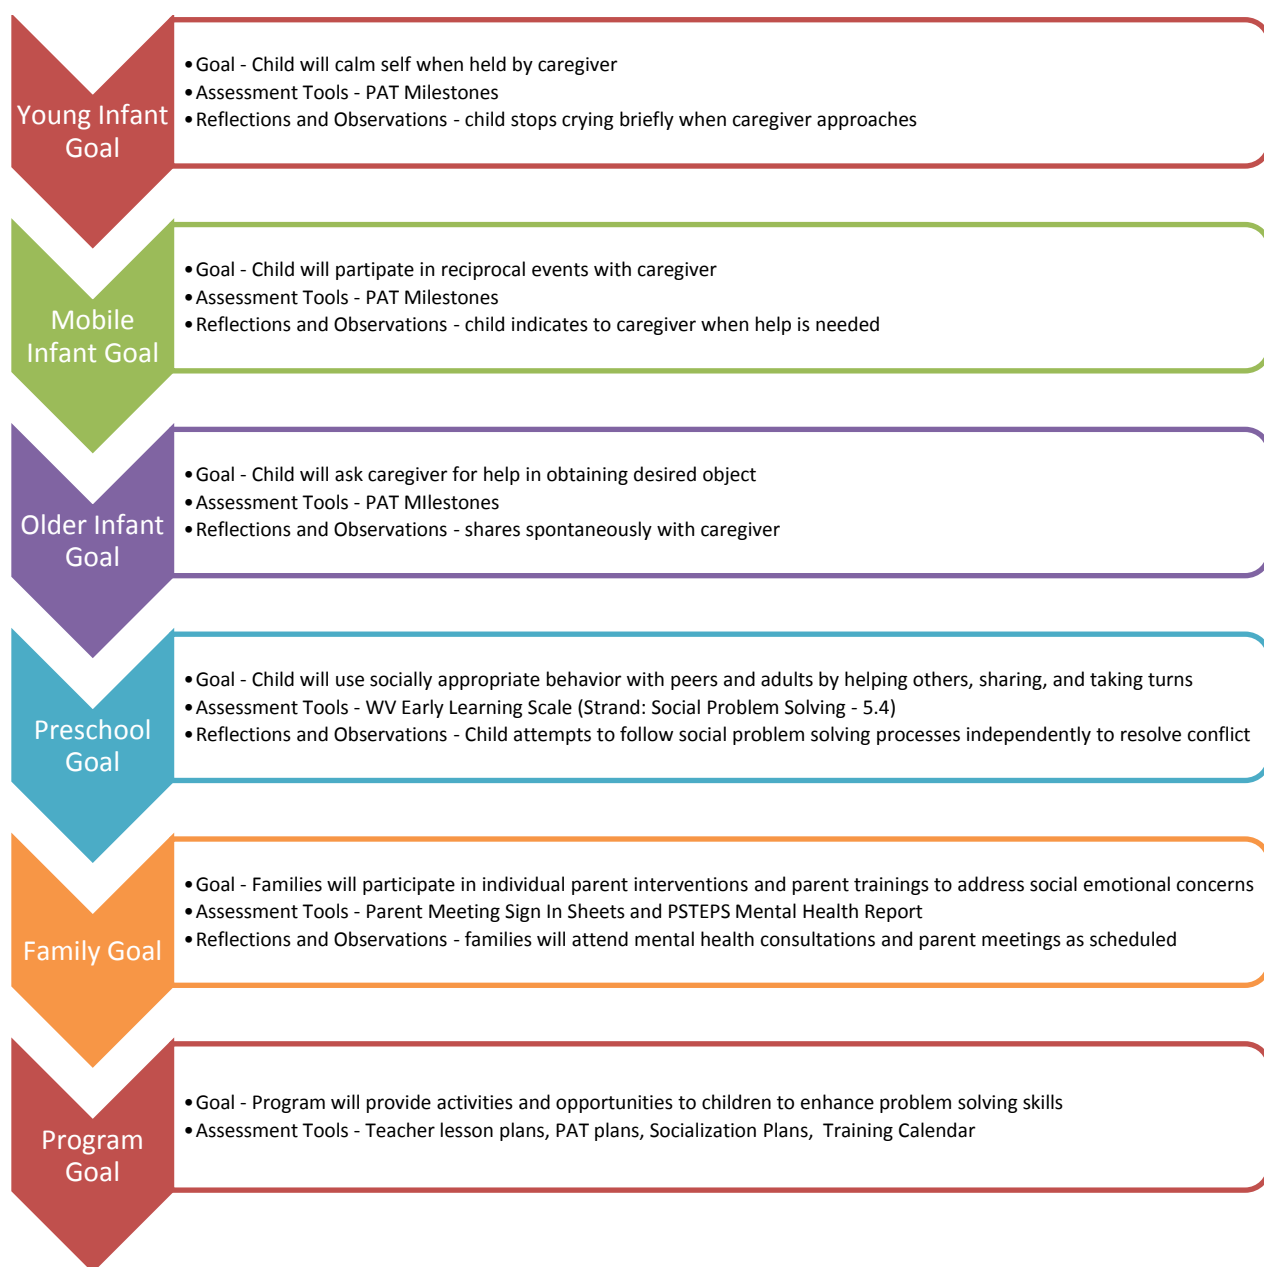 Young Infant
Goal
•Goal - Child will calm self when held by caregiver
•Assessment Tools - PAT Milestones
•Reflections and Observations - child stops crying briefly when caregiver approaches
Mobile
Infant Goal
•Goal - Child will partipate in reciprocal events with caregiver
•Assessment Tools - PAT Milestones
•Reflections and Observations - child indicates to caregiver when help is needed
Older Infant
Goal
•Goal - Child will ask caregiver for help in obtaining desired object
•Assessment Tools - PAT MIlestones
•Reflections and Observations - shares spontaneously with caregiver
Preschool
Goal
•Goal - Child will use socially appropriate behavior with peers and adults by helping others, sharing, and taking turns
•Assessment Tools - WV Early Learning Scale (Strand: Social Problem Solving - 5.4)
•Reflections and Observations - Child attempts to follow social problem solving processes independently to resolve conflict
Family Goal
•Goal - Families will participate in individual parent interventions and parent trainings to address social emotional concerns
•Assessment Tools - Parent Meeting Sign In Sheets and PSTEPS Mental Health Report
•Reflections and Observations - families will attend mental health consultations and parent meetings as scheduled
Program
Goal
•Goal - Program will provide activities and opportunities to children to enhance problem solving skills
•Assessment Tools - Teacher lesson plans, PAT plans, Socialization Plans,  Training Calendar